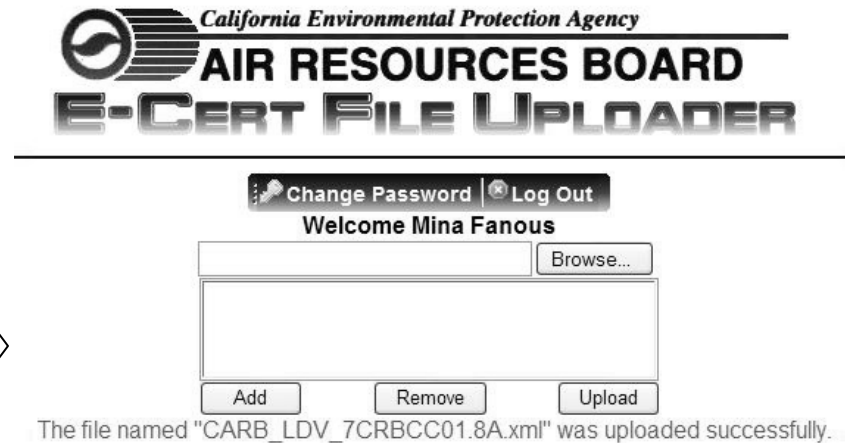 California Environmental Protection Agency
AIR RESOURCES BOARD
E-CERT FILE UPLOADER
Change Password | Log Out
Welcome Mina Fanous
Browse...
Add Remove Upload
The file named "CARB_LDV_7CRBCC01.8A.xml" was uploaded successfully.